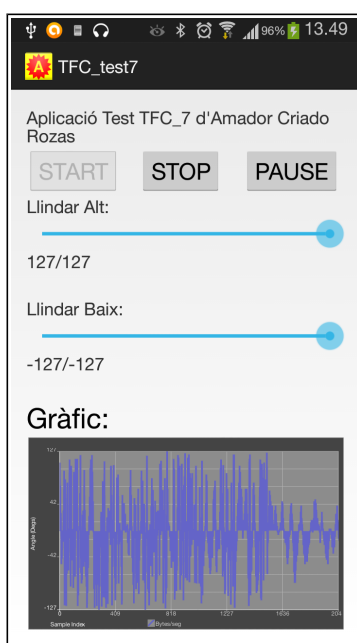 96% 13.49
TFC_test7
Aplicació Test TFC_7 d'Amador Criado
Rozas
START STOP PAUSE
Llindar Alt:
127/127
Llindar Baix:
-127/-127
Gràfic:
127
42
-42
-127
Angle (Degs)
0 409 818 1227 1636 204
Sample Index Bytes/seg